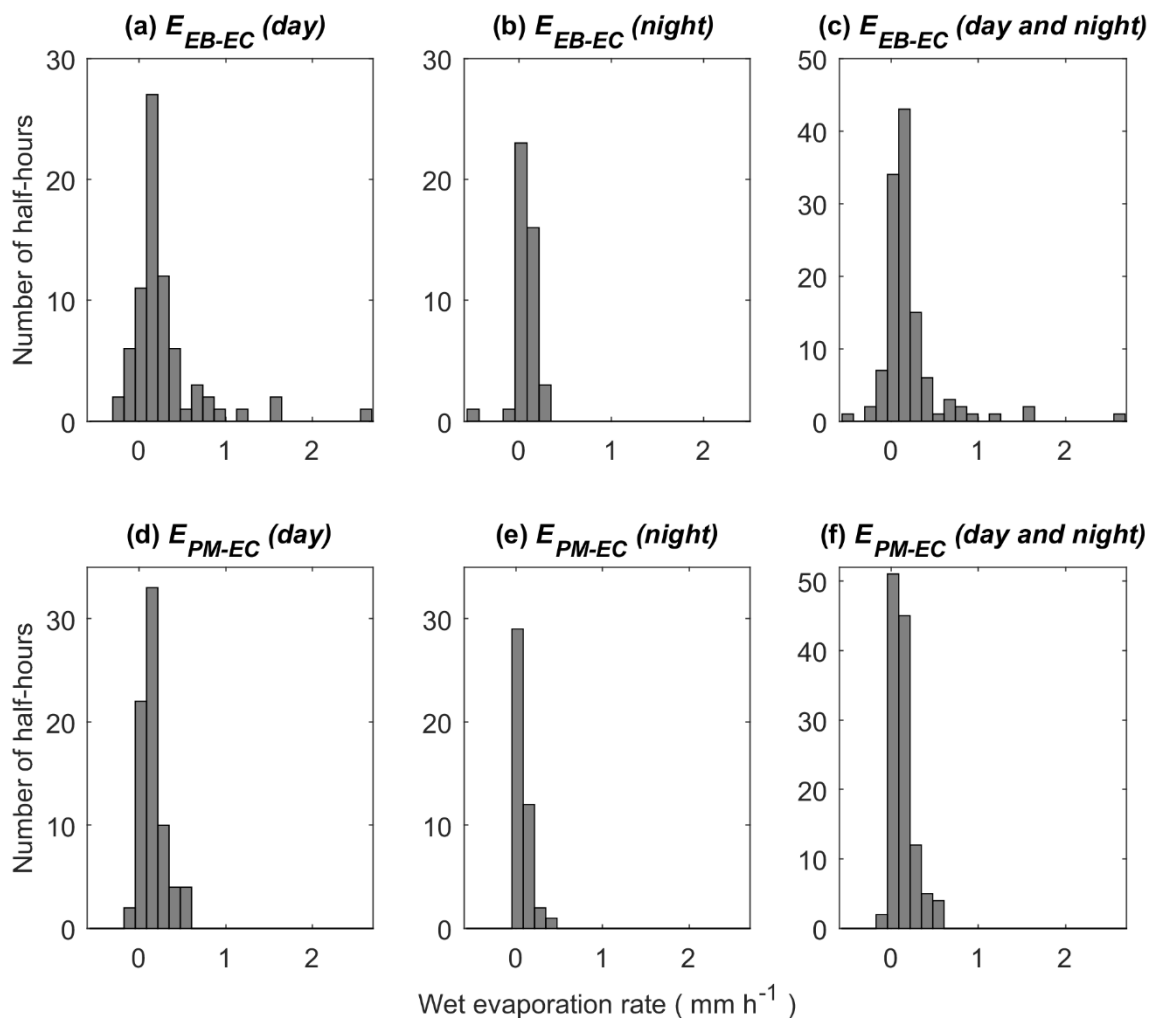 (a) E_EB-EC (day)
(b) E_EB-EC (night)
(c) E_EB-EC (day and night)
Number of half-hours
30
20
10
0
0 1 2
30
20
10
0
0 1 2
50
40
30
20
10
0
0 1 2
(d) E_PM-EC (day)
(e) E_PM-EC (night)
(f) E_PM-EC (day and night)
Number of half-hours
30
20
10
0
0 1 2
30
20
10
0
0 1 2
50
40
30
20
10
0
0 1 2
Wet evaporation rate ( mm h^-1 )